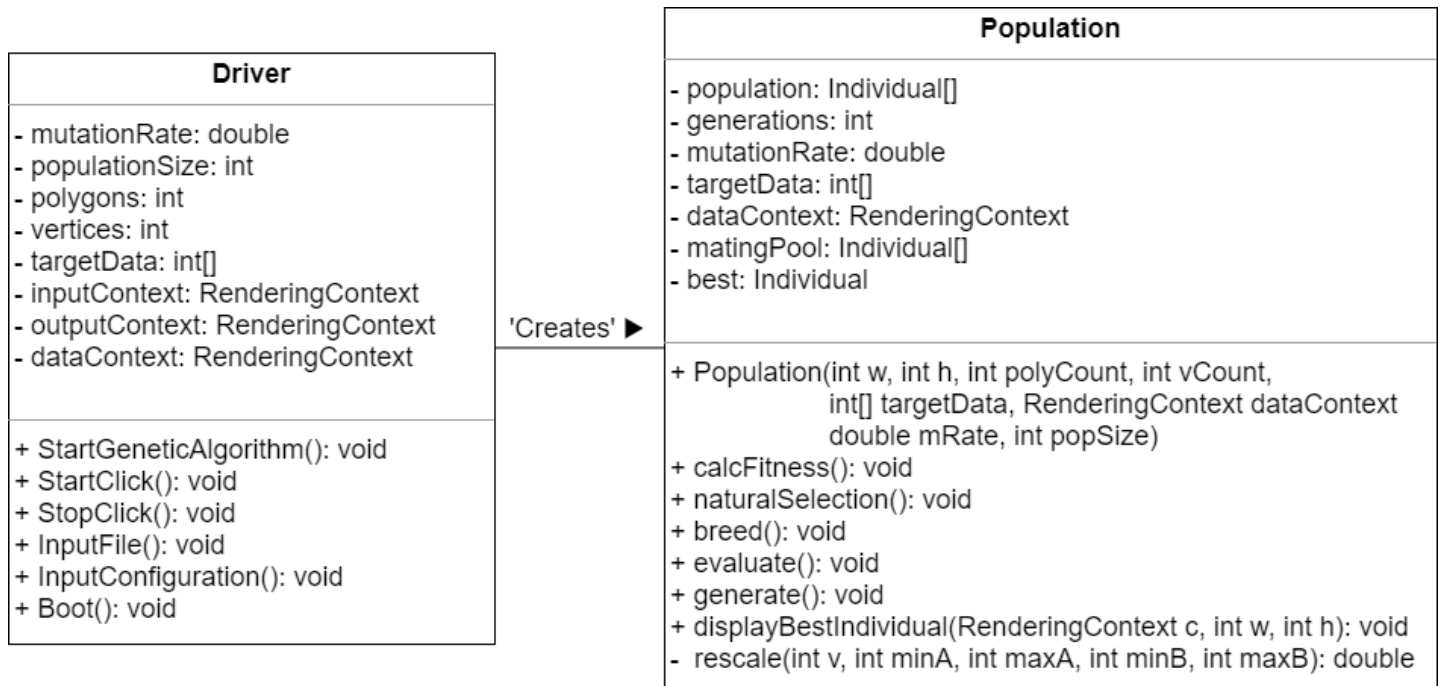 Driver
- mutationRate: double
- populationSize: int
- polygons: int
- vertices: int
- targetData: int[]
- inputContext: RenderingContext
- outputContext: RenderingContext
- dataContext: RenderingContext
+ StartGeneticAlgorithm(): void
+ StartClick(): void
+ StopClick(): void
+ InputFile(): void
+ InputConfiguration(): void
+ Boot(): void
'Creates' ▶
Population
- population: Individual[]
- generations: int
- mutationRate: double
- targetData: int[]
- dataContext: RenderingContext
- matingPool: Individual[]
- best: Individual
+ Population(int w, int h, int polyCount, int vCount,
int[] targetData, RenderingContext dataContext
double mRate, int popSize)
+ calcFitness(): void
+ naturalSelection(): void
+ breed(): void
+ evaluate(): void
+ generate(): void
+ displayBestIndividual(RenderingContext c, int w, int h): void
- rescale(int v, int minA, int maxA, int minB, int maxB): double